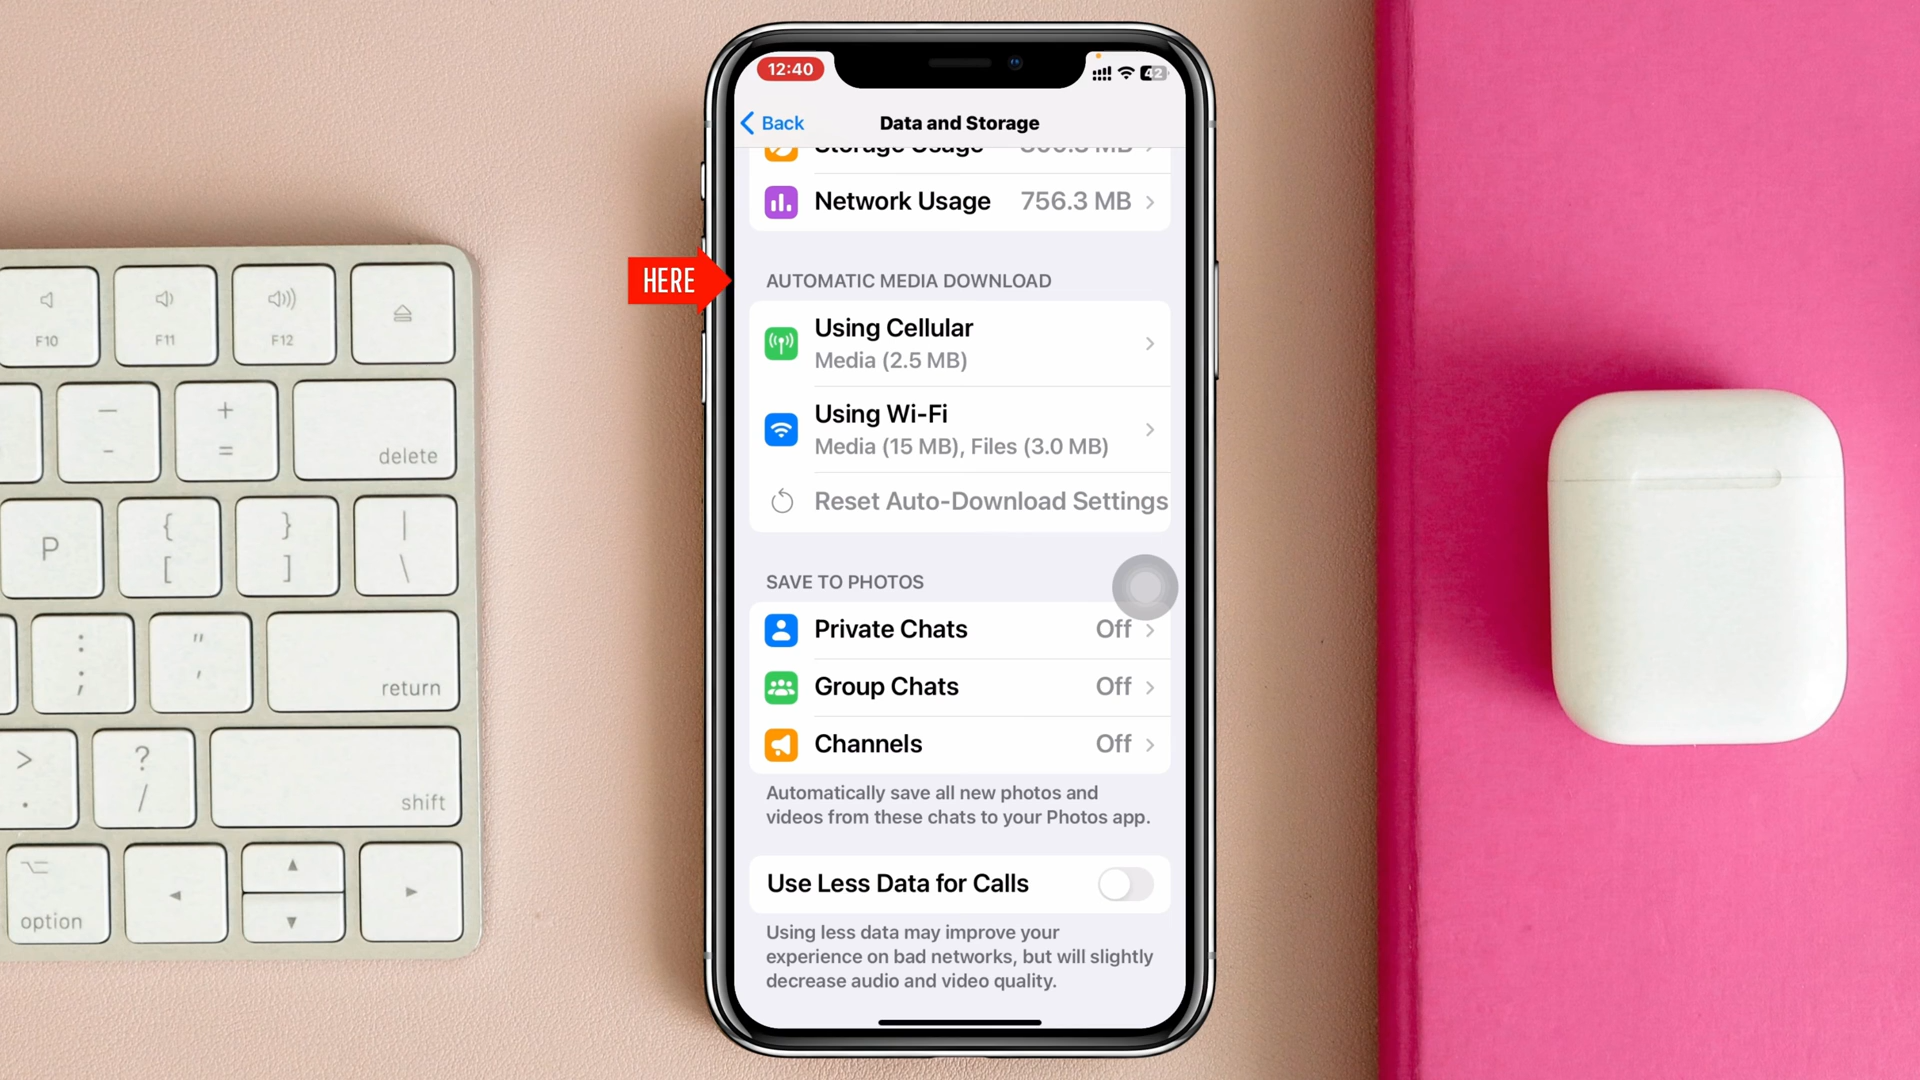 12:40
42
Back
Data and Storage
Storage Usage
Network Usage 756.3 MB
HERE
AUTOMATIC MEDIA DOWNLOAD
Using Cellular
Media (2.5 MB)
Using Wi-Fi
Media (15 MB), Files (3.0 MB)
Reset Auto-Download Settings
SAVE TO PHOTOS
Private Chats Off
Group Chats Off
Channels Off
Automatically save all new photos and
videos from these chats to your Photos app.
Use Less Data for Calls
Using less data may improve your
experience on bad networks, but will slightly
decrease audio and video quality.
F10
F11
F12
— +
- =
delete
P
{ } |
[ ] \
: "
; '
return
> ?
. /
shift
option